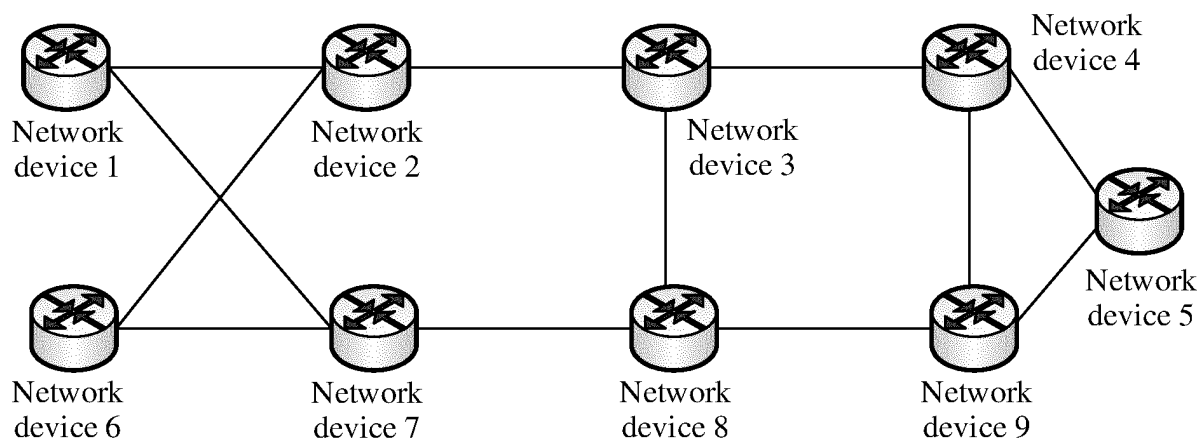 Network
device 4
Network
device 1
Network
device 2
Network
device 3
Network
device 5
Network
device 6
Network
device 7
Network
device 8
Network
device 9